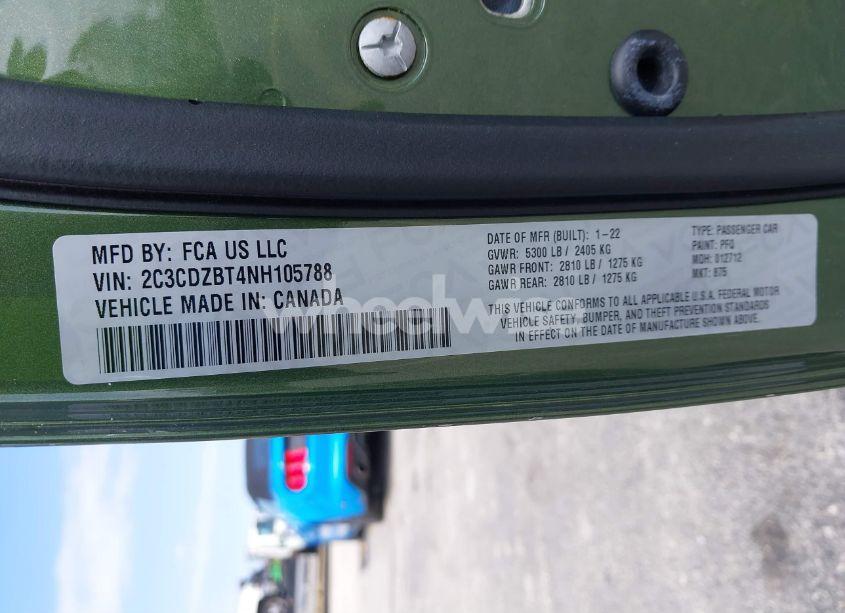 MFD BY: FCA US LLC
VIN: 2C3CDZBT4NH105788
VEHICLE MADE IN: CANADA
DATE OF MFR (BUILT): 1-22
GVWR: 5300 LB / 2405 KG
GAWR FRONT: 2810 LB / 1275 KG
GAWR REAR: 2810 LB / 1275 KG
TYPE: PASSENGER CAR
PAINT: PFQ
MDH: 012712
MKT: 875
THIS VEHICLE CONFORMS TO ALL APPLICABLE U.S.A. FEDERAL MOTOR
VEHICLE SAFETY, BUMPER, AND THEFT PREVENTION STANDARDS
IN EFFECT ON THE DATE OF MANUFACTURE SHOWN ABOVE.